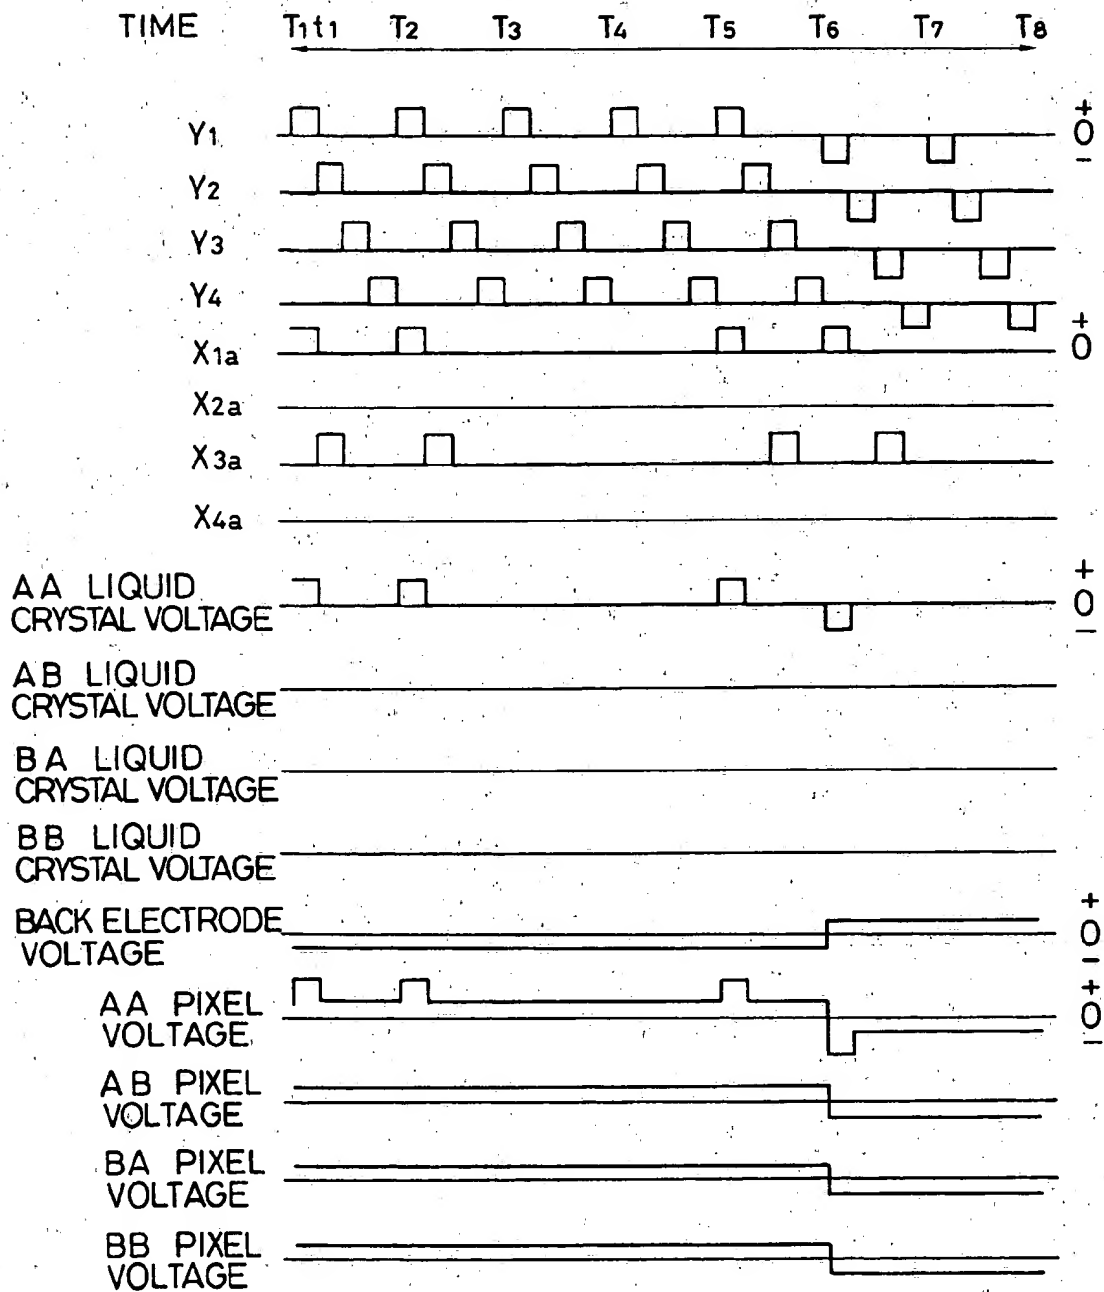 TIME T1 t1 T2 T3 T4 T5 T6 T7 T8
Y1 + 0 −
Y2
Y3
Y4
X1a + 0
X2a
X3a
X4a
AA LIQUID
CRYSTAL VOLTAGE + 0 −
AB LIQUID
CRYSTAL VOLTAGE
BA LIQUID
CRYSTAL VOLTAGE
BB LIQUID
CRYSTAL VOLTAGE
BACK ELECTRODE
VOLTAGE + 0 −
AA PIXEL
VOLTAGE + 0 −
AB PIXEL
VOLTAGE
BA PIXEL
VOLTAGE
BB PIXEL
VOLTAGE